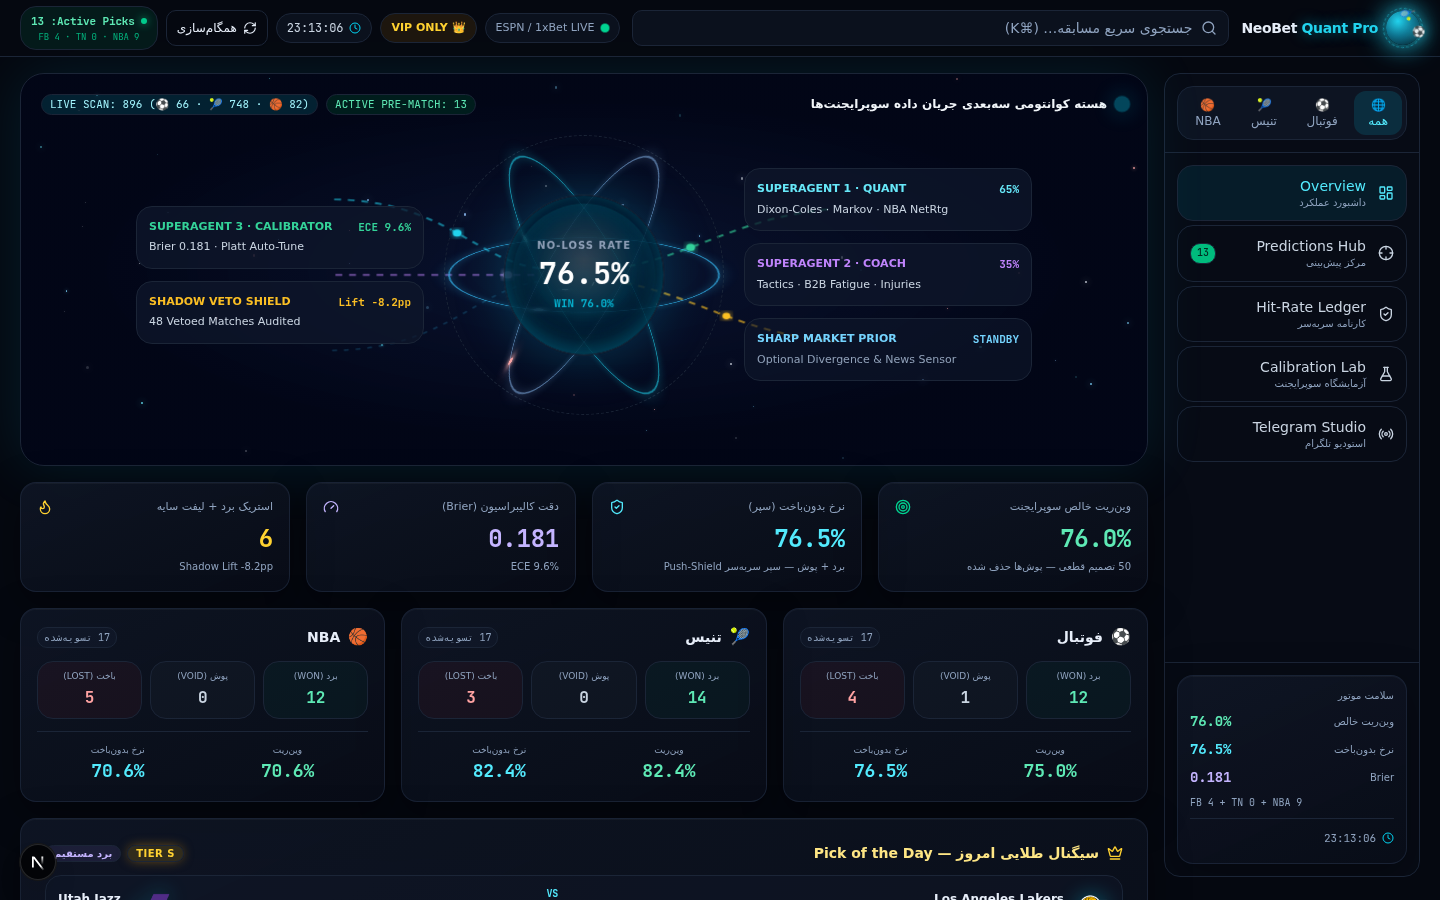 NeoBet Quant Pro
جستجوی سریع مسابقه... (⌘K)
ESPN / 1xBet LIVE
VIP ONLY 👑
23:13:06
همگام‌سازی
13 :Active Picks
FB 4 · TN 0 · NBA 9
🌐 همه
⚽ فوتبال
🎾 تنیس
🏀 NBA
Overview
داشبورد عملکرد
Predictions Hub
مرکز پیش‌بینی
13
Hit-Rate Ledger
کارنامه سربه‌سر
Calibration Lab
آزمایشگاه سوپرایجنت
Telegram Studio
استودیو تلگرام
سلامت موتور
وین‌ریت خالص 76.0%
نرخ بدون‌باخت 76.5%
Brier 0.181
FB 4 + TN 0 + NBA 9
23:13:06
هسته کوانتومی سه‌بعدی جریان داده سوپرایجنت‌ها
ACTIVE PRE-MATCH: 13
LIVE SCAN: 896 (⚽ 66 · 🎾 748 · 🏀 82)
SUPERAGENT 1 · QUANT 65%
Dixon-Coles · Markov · NBA NetRtg
SUPERAGENT 2 · COACH 35%
Tactics · B2B Fatigue · Injuries
SHARP MARKET PRIOR STANDBY
Optional Divergence & News Sensor
NO-LOSS RATE
76.5%
WIN 76.0%
SUPERAGENT 3 · CALIBRATOR ECE 9.6%
Brier 0.181 · Platt Auto-Tune
SHADOW VETO SHIELD Lift -8.2pp
48 Vetoed Matches Audited
وین‌ریت خالص سوپرایجنت
76.0%
50 تصمیم قطعی — پوش‌ها حذف شده
نرخ بدون‌باخت (سپر)
76.5%
برد + پوش — سپر سربه‌سر Push-Shield
دقت کالیبراسیون (Brier)
0.181
ECE 9.6%
استریک برد + لیفت سایه
6
Shadow Lift -8.2pp
⚽ فوتبال
17 تسویه‌شده
برد (WON)
12
پوش (VOID)
1
باخت (LOST)
4
وین‌ریت
75.0%
نرخ بدون‌باخت
76.5%
🎾 تنیس
17 تسویه‌شده
برد (WON)
14
پوش (VOID)
0
باخت (LOST)
3
وین‌ریت
82.4%
نرخ بدون‌باخت
82.4%
🏀 NBA
17 تسویه‌شده
برد (WON)
12
پوش (VOID)
0
باخت (LOST)
5
وین‌ریت
70.6%
نرخ بدون‌باخت
70.6%
سیگنال طلایی امروز — Pick of the Day
TIER S
برد مستقیم
N
Los Angeles Lakers
VS
Utah Jazz